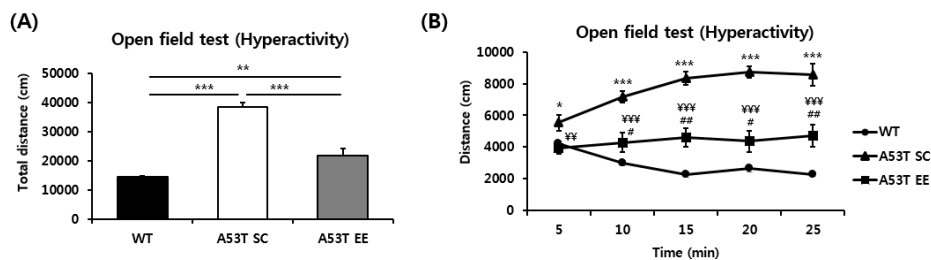 (A)
Open field test (Hyperactivity)
Total distance (cm)
50000
40000
30000
20000
10000
0
**
***
***
WT
A53T SC
A53T EE
(B)
Open field test (Hyperactivity)
Distance (cm)
10000
8000
6000
4000
2000
0
*
***
***
***
***
¥¥
¥¥¥
#
¥¥¥
##
¥¥¥
#
¥¥¥
##
5
10
15
20
25
Time (min)
WT
A53T SC
A53T EE